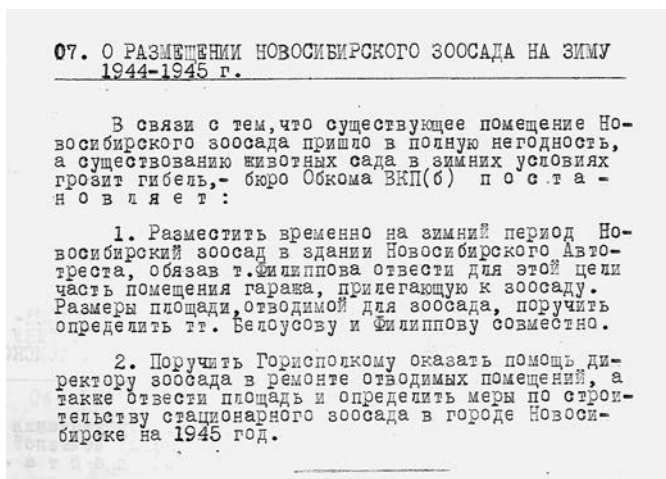 07. О РАЗМЕЩЕНИИ НОВОСИБИРСКОГО ЗООСАДА НА ЗИМУ
1944-1945 г.
В связи с тем,что существующее помещение Но-
восибирского зоосада пришло в полную негодность,
а существованию животных сада в зимних условиях
грозит гибель,- бюро Обкома ВКП(б) п о с т а -
н о в л я е т :
1. Разместить временно на зимний период Но-
восибирский зоосад в здании Новосибирского Авто-
треста, обязав т.Филиппова отвести для этой цели
часть помещения гаража, прилегающую к зоосаду.
Размеры площади,отводимой для зоосада, поручить
определить тт. Белоусову и Филиппову совместно.
2. Поручить Горисполкому оказать помощь ди-
ректору зоосада в ремонте отводимых помещений, а
также отвести площадь и определить меры по строи-
тельству стационарного зоосада в городе Новоси-
бирске на 1945 год.